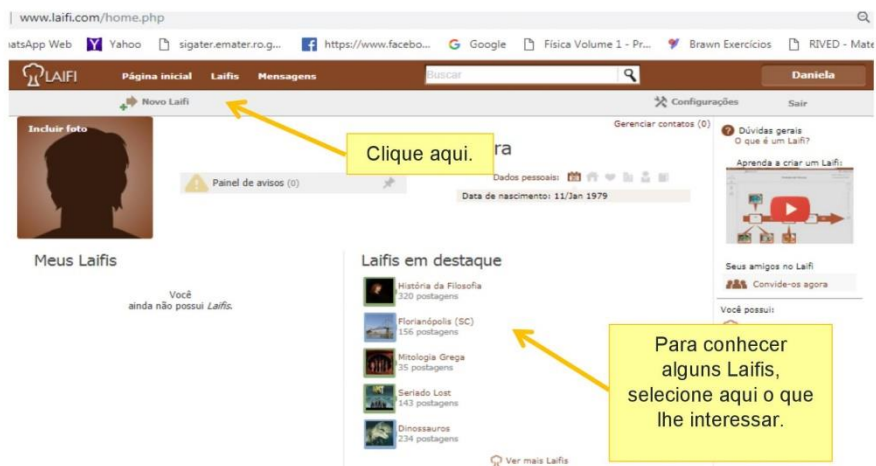 www.laifi.com/home.php
atsApp Web Yahoo sigater.emater.ro.g... https://www.facebo... Google Física Volume 1 - Pr... Brawn Exercícios RIVED - Mate
LAIFI Página inicial Laifis Mensagens Buscar Daniela
Novo Laifi Configurações Sair
Incluir foto
Clique aqui.
ra
Gerenciar contatos (0)
Painel de avisos (0)
Dados pessoais:
Data de nascimento: 11/Jan 1979
Dúvidas gerais
O que é um Laifi?
Aprenda a criar um Laifi:
Meus Laifis
Você
ainda não possui Laifis.
Laifis em destaque
História da Filosofia
320 postagens
Florianópolis (SC)
156 postagens
Mitologia Grega
35 postagens
Seriado Lost
143 postagens
Dinossauros
234 postagens
Ver mais Laifis
Seus amigos no Laifi
Convide-os agora
Você possui:
Para conhecer
alguns Laifis,
selecione aqui o que
lhe interessar.